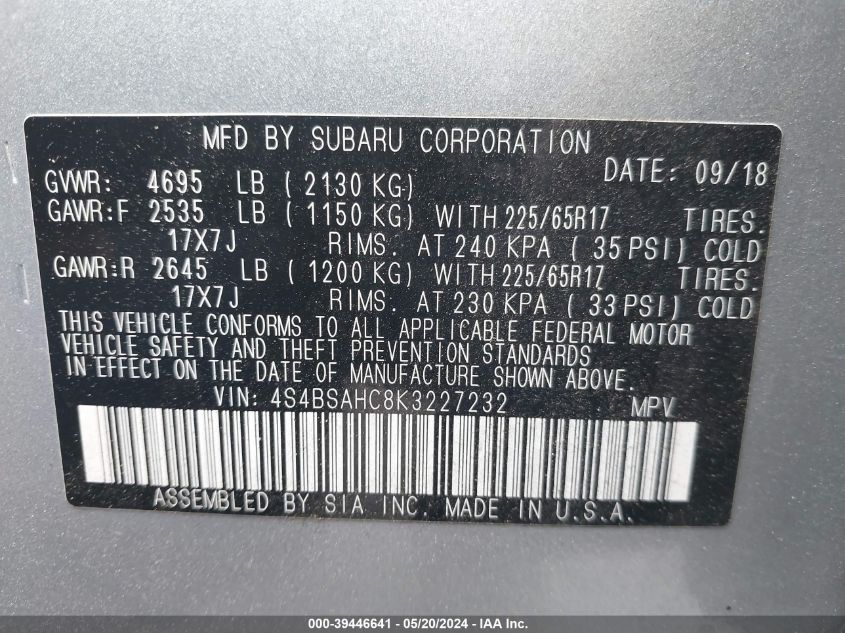 MFD BY SUBARU CORPORATION
DATE: 09/18
GVWR: 4695 LB ( 2130 KG)
GAWR:F 2535 LB ( 1150 KG) WITH 225/65R17 TIRES.
17X7J RIMS. AT 240 KPA ( 35 PSI) COLD
GAWR:R 2645 LB ( 1200 KG) WITH 225/65R17 TIRES.
17X7J RIMS. AT 230 KPA ( 33 PSI) COLD
THIS VEHICLE CONFORMS TO ALL APPLICABLE FEDERAL MOTOR
VEHICLE SAFETY AND THEFT PREVENTION STANDARDS
IN EFFECT ON THE DATE OF MANUFACTURE SHOWN ABOVE.
VIN: 4S4BSAHC8K3227232 MPV
ASSEMBLED BY SIA INC. MADE IN U.S.A.
000-39446641 - 05/20/2024 - IAA Inc.